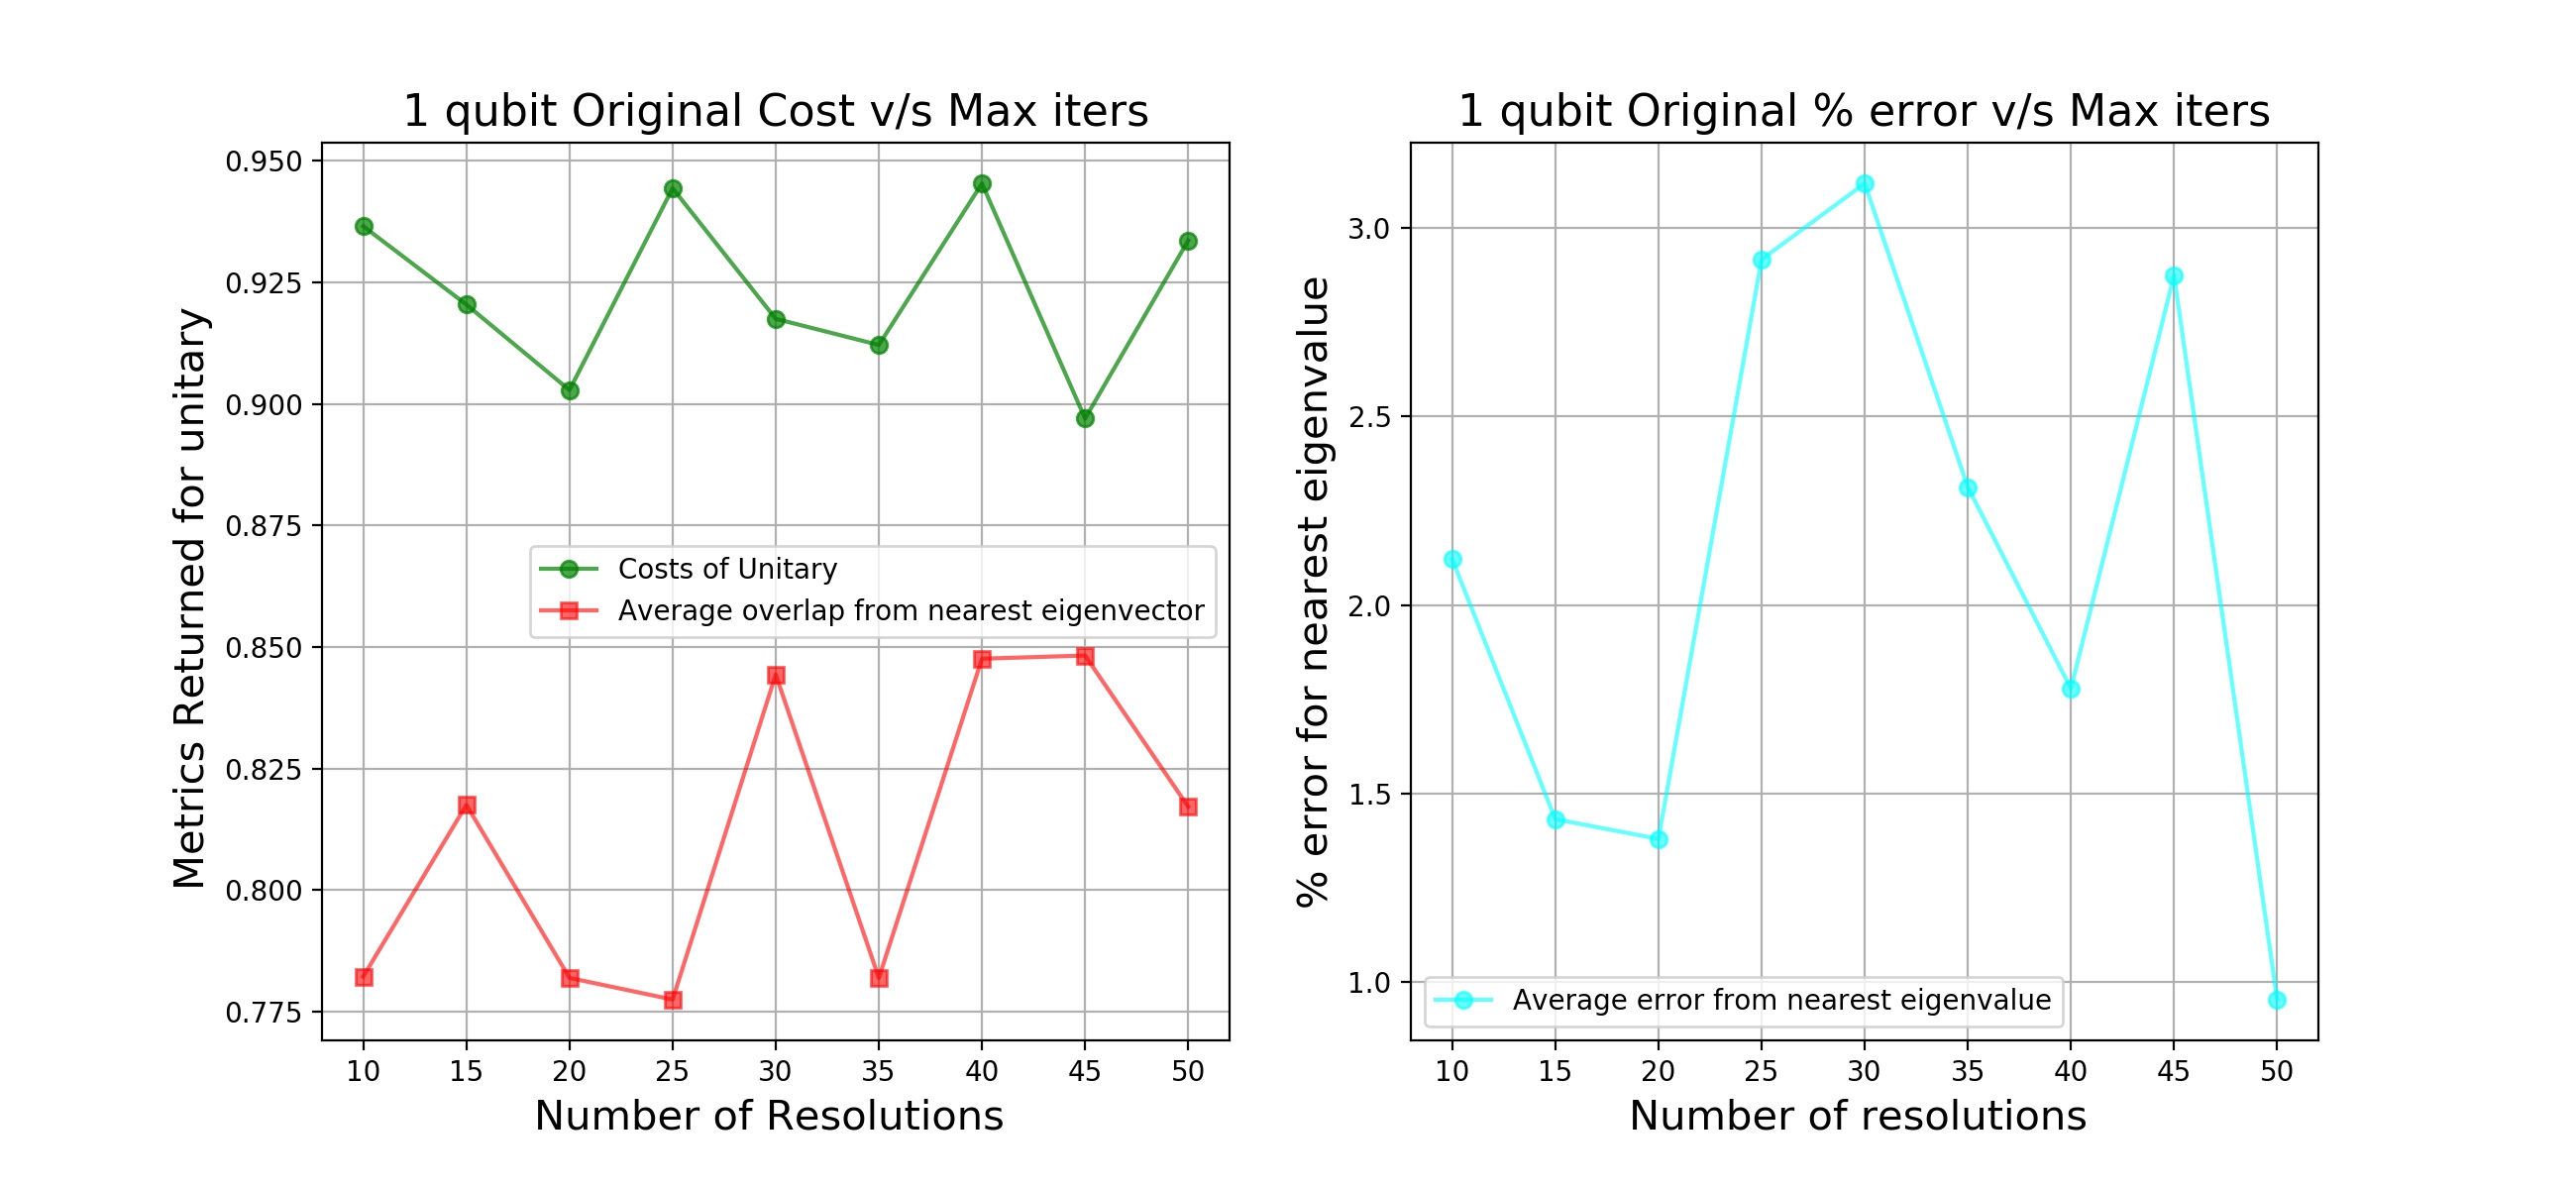 1 qubit Original Cost v/s Max iters
Metrics Returned for unitary
0.950
0.925
0.900
0.875
0.850
0.825
0.800
0.775
Costs of Unitary
Average overlap from nearest eigenvector
10 15 20 25 30 35 40 45 50
Number of Resolutions
1 qubit Original % error v/s Max iters
% error for nearest eigenvalue
3.0
2.5
2.0
1.5
1.0
Average error from nearest eigenvalue
10 15 20 25 30 35 40 45 50
Number of resolutions